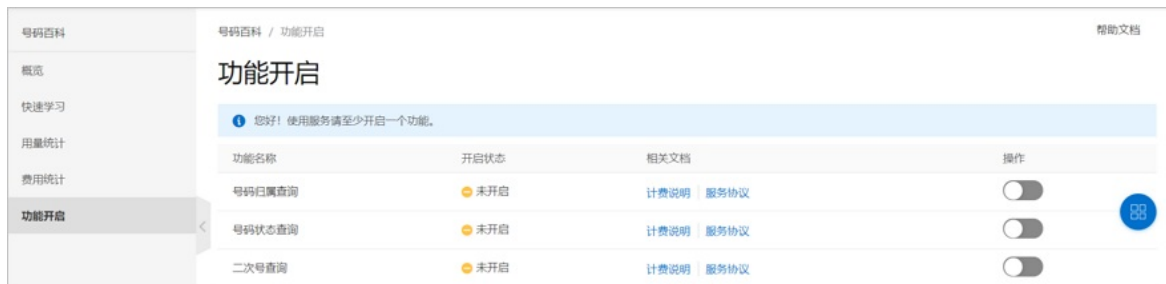 号码百科
概览
快速学习
用量统计
费用统计
功能开启
号码百科 / 功能开启
帮助文档
功能开启
您好！使用服务请至少开启一个功能。
功能名称 开启状态 相关文档 操作
号码归属查询 未开启 计费说明 服务协议
号码状态查询 未开启 计费说明 服务协议
二次号查询 未开启 计费说明 服务协议